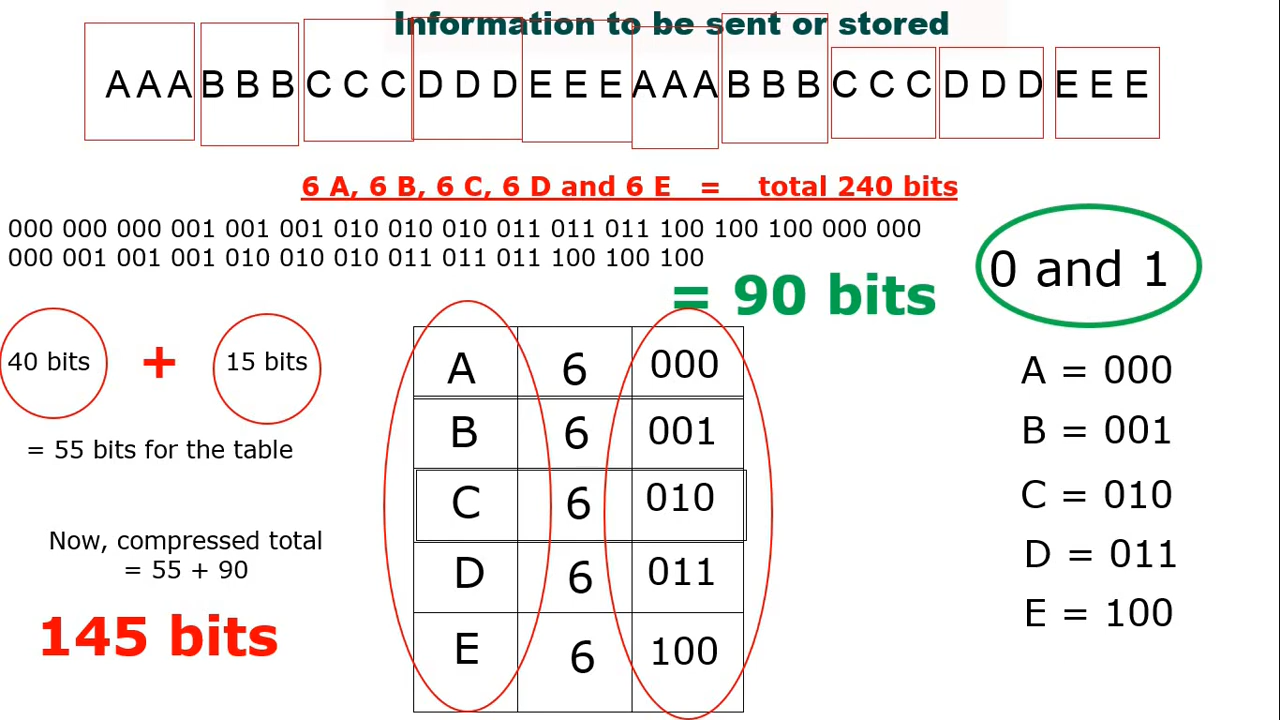 Information to be sent or stored
A A A B B B C C C D D D E E E A A A B B B C C C D D D E E E
6 A, 6 B, 6 C, 6 D and 6 E = total 240 bits
000 000 000 001 001 001 010 010 010 011 011 011 100 100 100 000 000
000 001 001 001 010 010 010 011 011 011 100 100 100
= 90 bits
0 and 1
40 bits + 15 bits
= 55 bits for the table
Now, compressed total
= 55 + 90
145 bits
A 6 000
B 6 001
C 6 010
D 6 011
E 6 100
A = 000
B = 001
C = 010
D = 011
E = 100